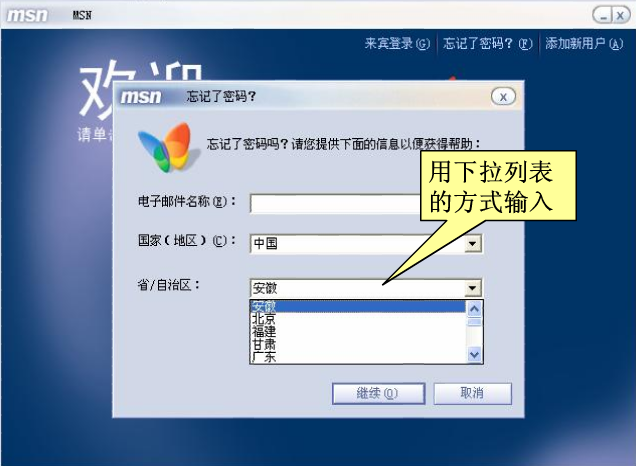 msn MSN
来宾登录(G) 忘记了密码?(F) 添加新用户(A)
欢迎
请单
msn 忘记了密码?
忘记了密码吗?请您提供下面的信息以便获得帮助:
用下拉列表
的方式输入
电子邮件名称(E):
国家(地区)(C):
中国
省/自治区:
安徽
安徽
北京
福建
甘肃
广东
继续(O) 取消